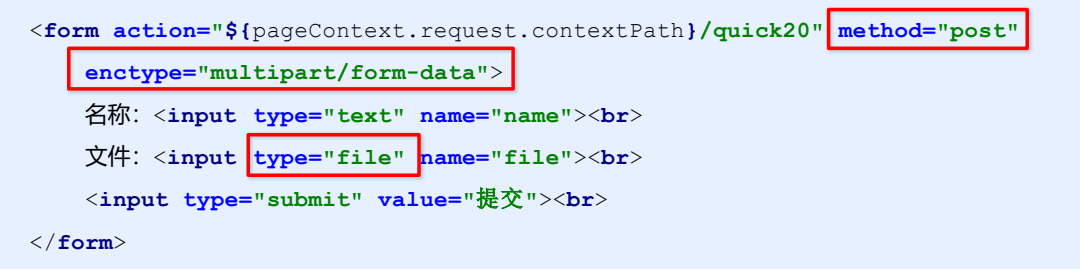 <form action="${pageContext.request.contextPath}/quick20" method="post"
enctype="multipart/form-data">
名称：<input type="text" name="name"><br>
文件：<input type="file" name="file"><br>
<input type="submit" value="提交"><br>
</form>